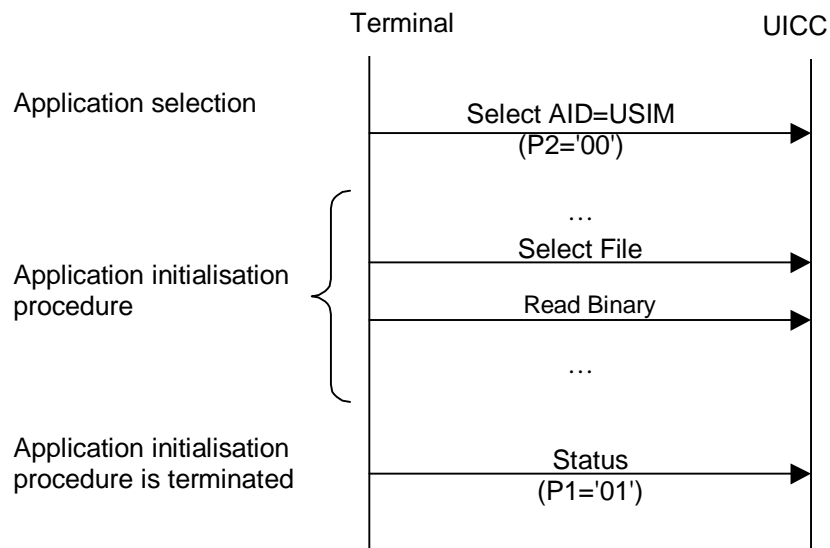 Terminal UICC
Application selection
Select AID=USIM
(P2='00')
…
Select File
Application initialisation
procedure
Read Binary
…
Application initialisation
procedure is terminated
Status
(P1='01')